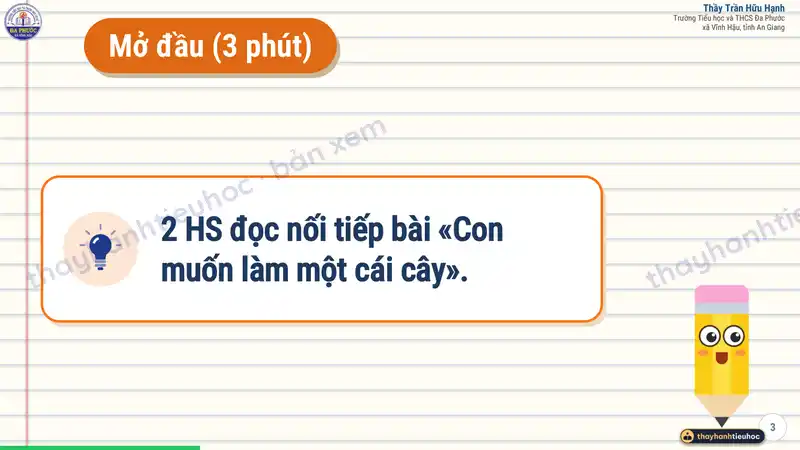 ĐA PHƯỚC
Thầy Trần Hữu Hạnh
Trường Tiểu học và THCS Đa Phước
xã Vĩnh Hậu, tỉnh An Giang
Mở đầu (3 phút)
thayhanhtieuhoc · bản xem
2 HS đọc nối tiếp bài «Con
muốn làm một cái cây».
thayhanhtie
3
thayhanhtieuhoc